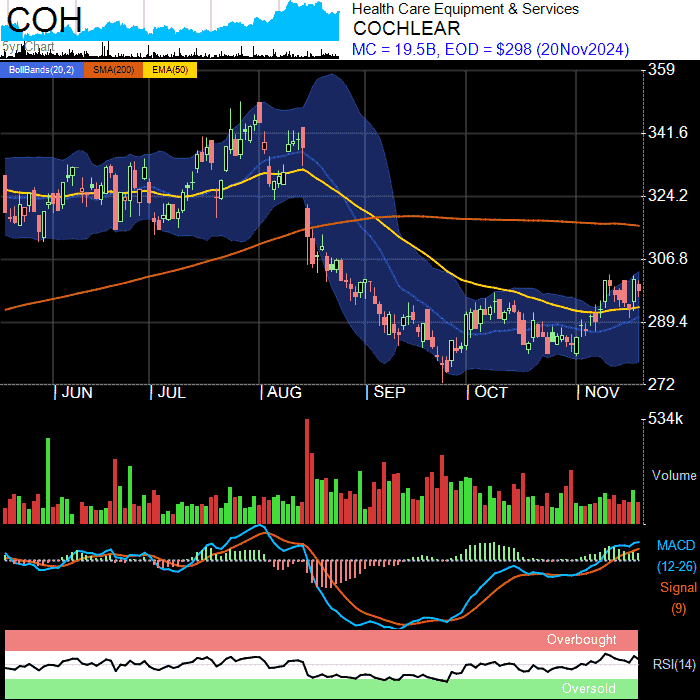 COH
Health Care Equipment & Services
COCHLEAR
MC = 19.5B, EOD = $298 (20Nov2024)
BollBands(20,2) SMA(200) EMA(50)
359
341.6
324.2
306.8
289.4
272
JUN JUL AUG SEP OCT NOV
534k
Volume
MACD
(12-26)
Signal
(9)
Overbought
RSI(14)
Oversold